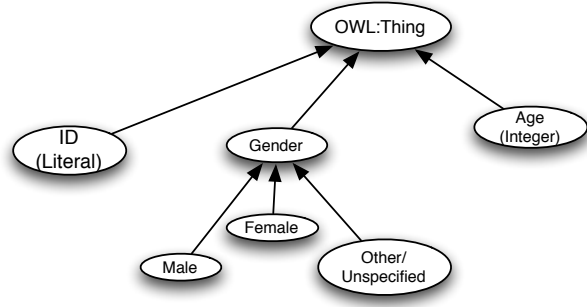 OWL:Thing
ID
(Literal)
Gender
Age
(Integer)
Female
Male
Other/
Unspecified